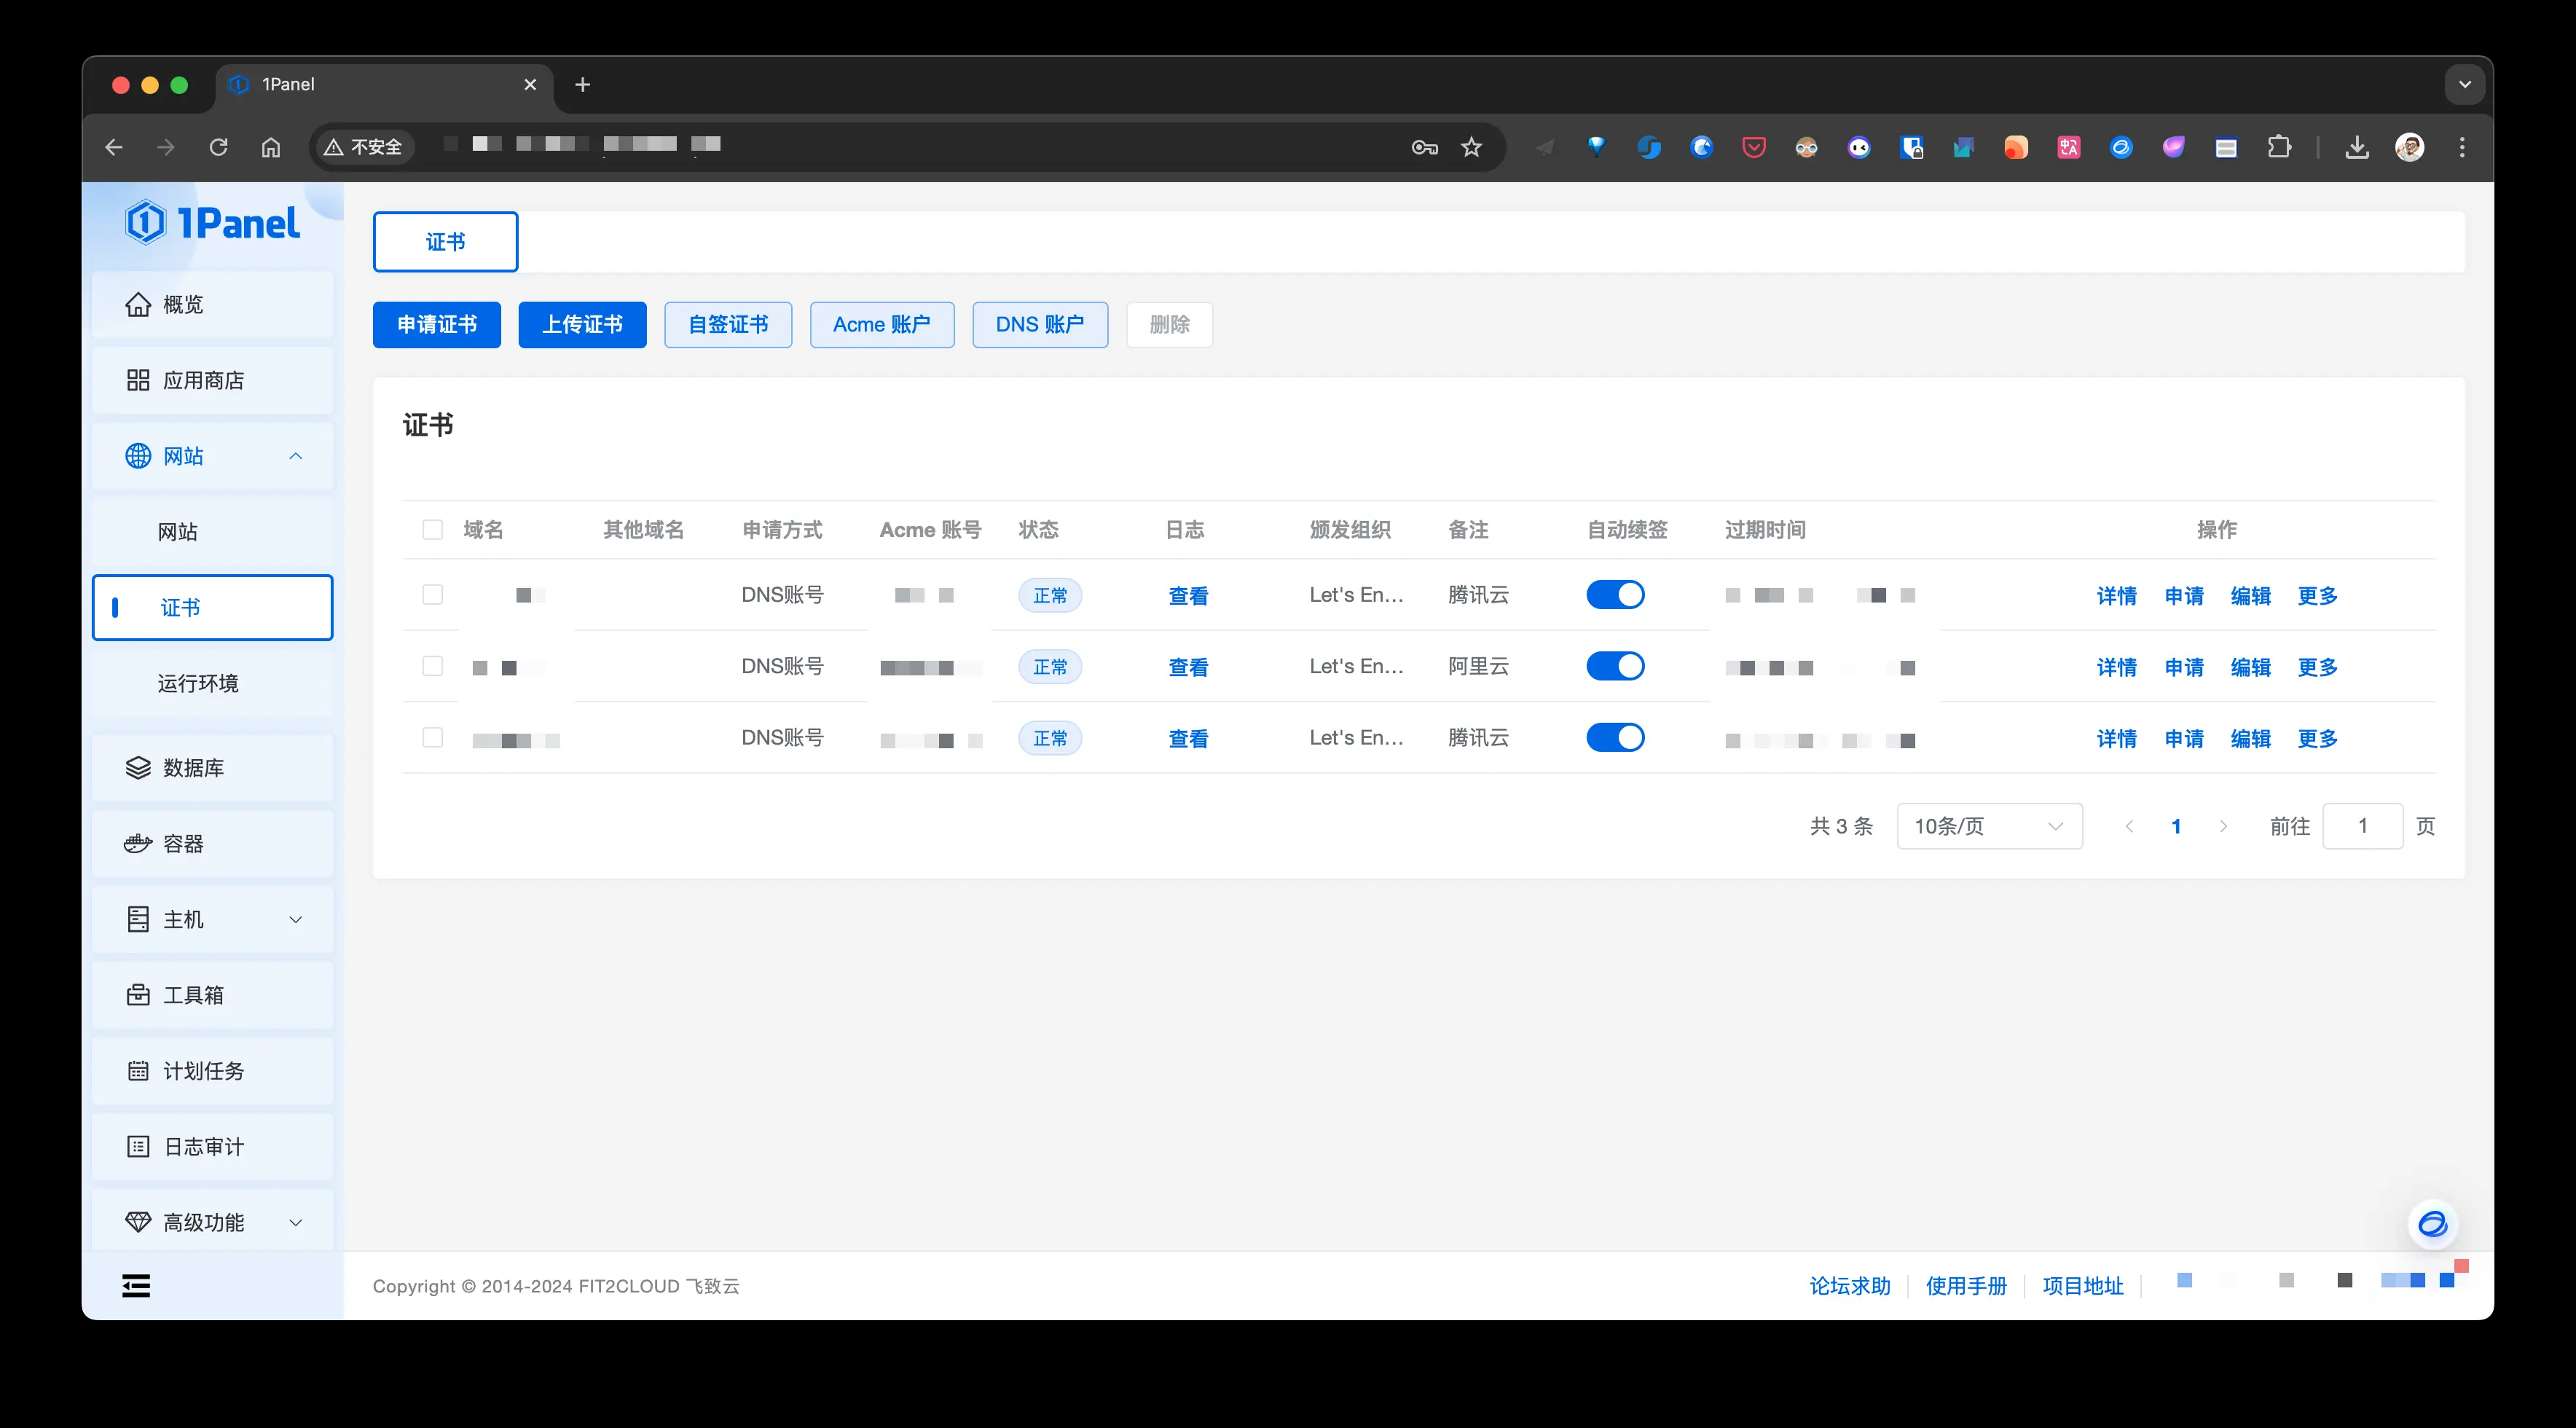 1Panel
不安全
1Panel
证书
申请证书 上传证书 自签证书 Acme 账户 DNS 账户 删除
概览
应用商店
网站
网站
证书
运行环境
数据库
容器
主机
工具箱
计划任务
日志审计
高级功能
证书
域名 其他域名 申请方式 Acme 账号 状态 日志 颁发组织 备注 自动续签 过期时间 操作
DNS账号 正常 查看 Let's En... 腾讯云 详情 申请 编辑 更多
DNS账号 正常 查看 Let's En... 阿里云 详情 申请 编辑 更多
DNS账号 正常 查看 Let's En... 腾讯云 详情 申请 编辑 更多
共 3 条 10条/页 1 前往 1 页
Copyright © 2014-2024 FIT2CLOUD 飞致云
论坛求助 使用手册 项目地址